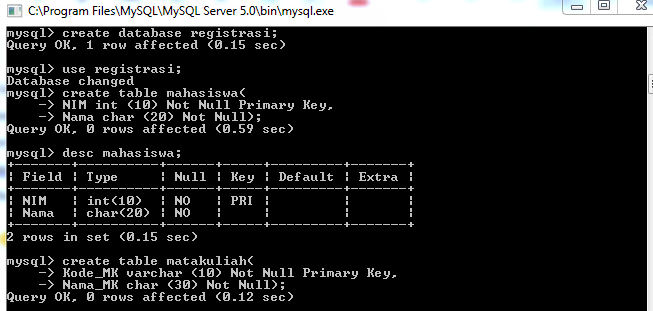 C:\Program Files\MySQL\MySQL Server 5.0\bin\mysql.exe
mysql> create database registrasi;
Query OK, 1 row affected (0.15 sec)
mysql> use registrasi;
Database changed
mysql> create table mahasiswa(
    -> NIM int (10) Not Null Primary Key,
    -> Nama char (20) Not Null);
Query OK, 0 rows affected (0.59 sec)
mysql> desc mahasiswa;
+-------+----------+------+-----+---------+-------+
| Field | Type     | Null | Key | Default | Extra |
+-------+----------+------+-----+---------+-------+
| NIM   | int(10)  | NO   | PRI |         |       |
| Nama  | char(20) | NO   |     |         |       |
+-------+----------+------+-----+---------+-------+
2 rows in set (0.15 sec)
mysql> create table matakuliah(
    -> Kode_MK varchar (10) Not Null Primary Key,
    -> Nama_MK char (30) Not Null);
Query OK, 0 rows affected (0.12 sec)